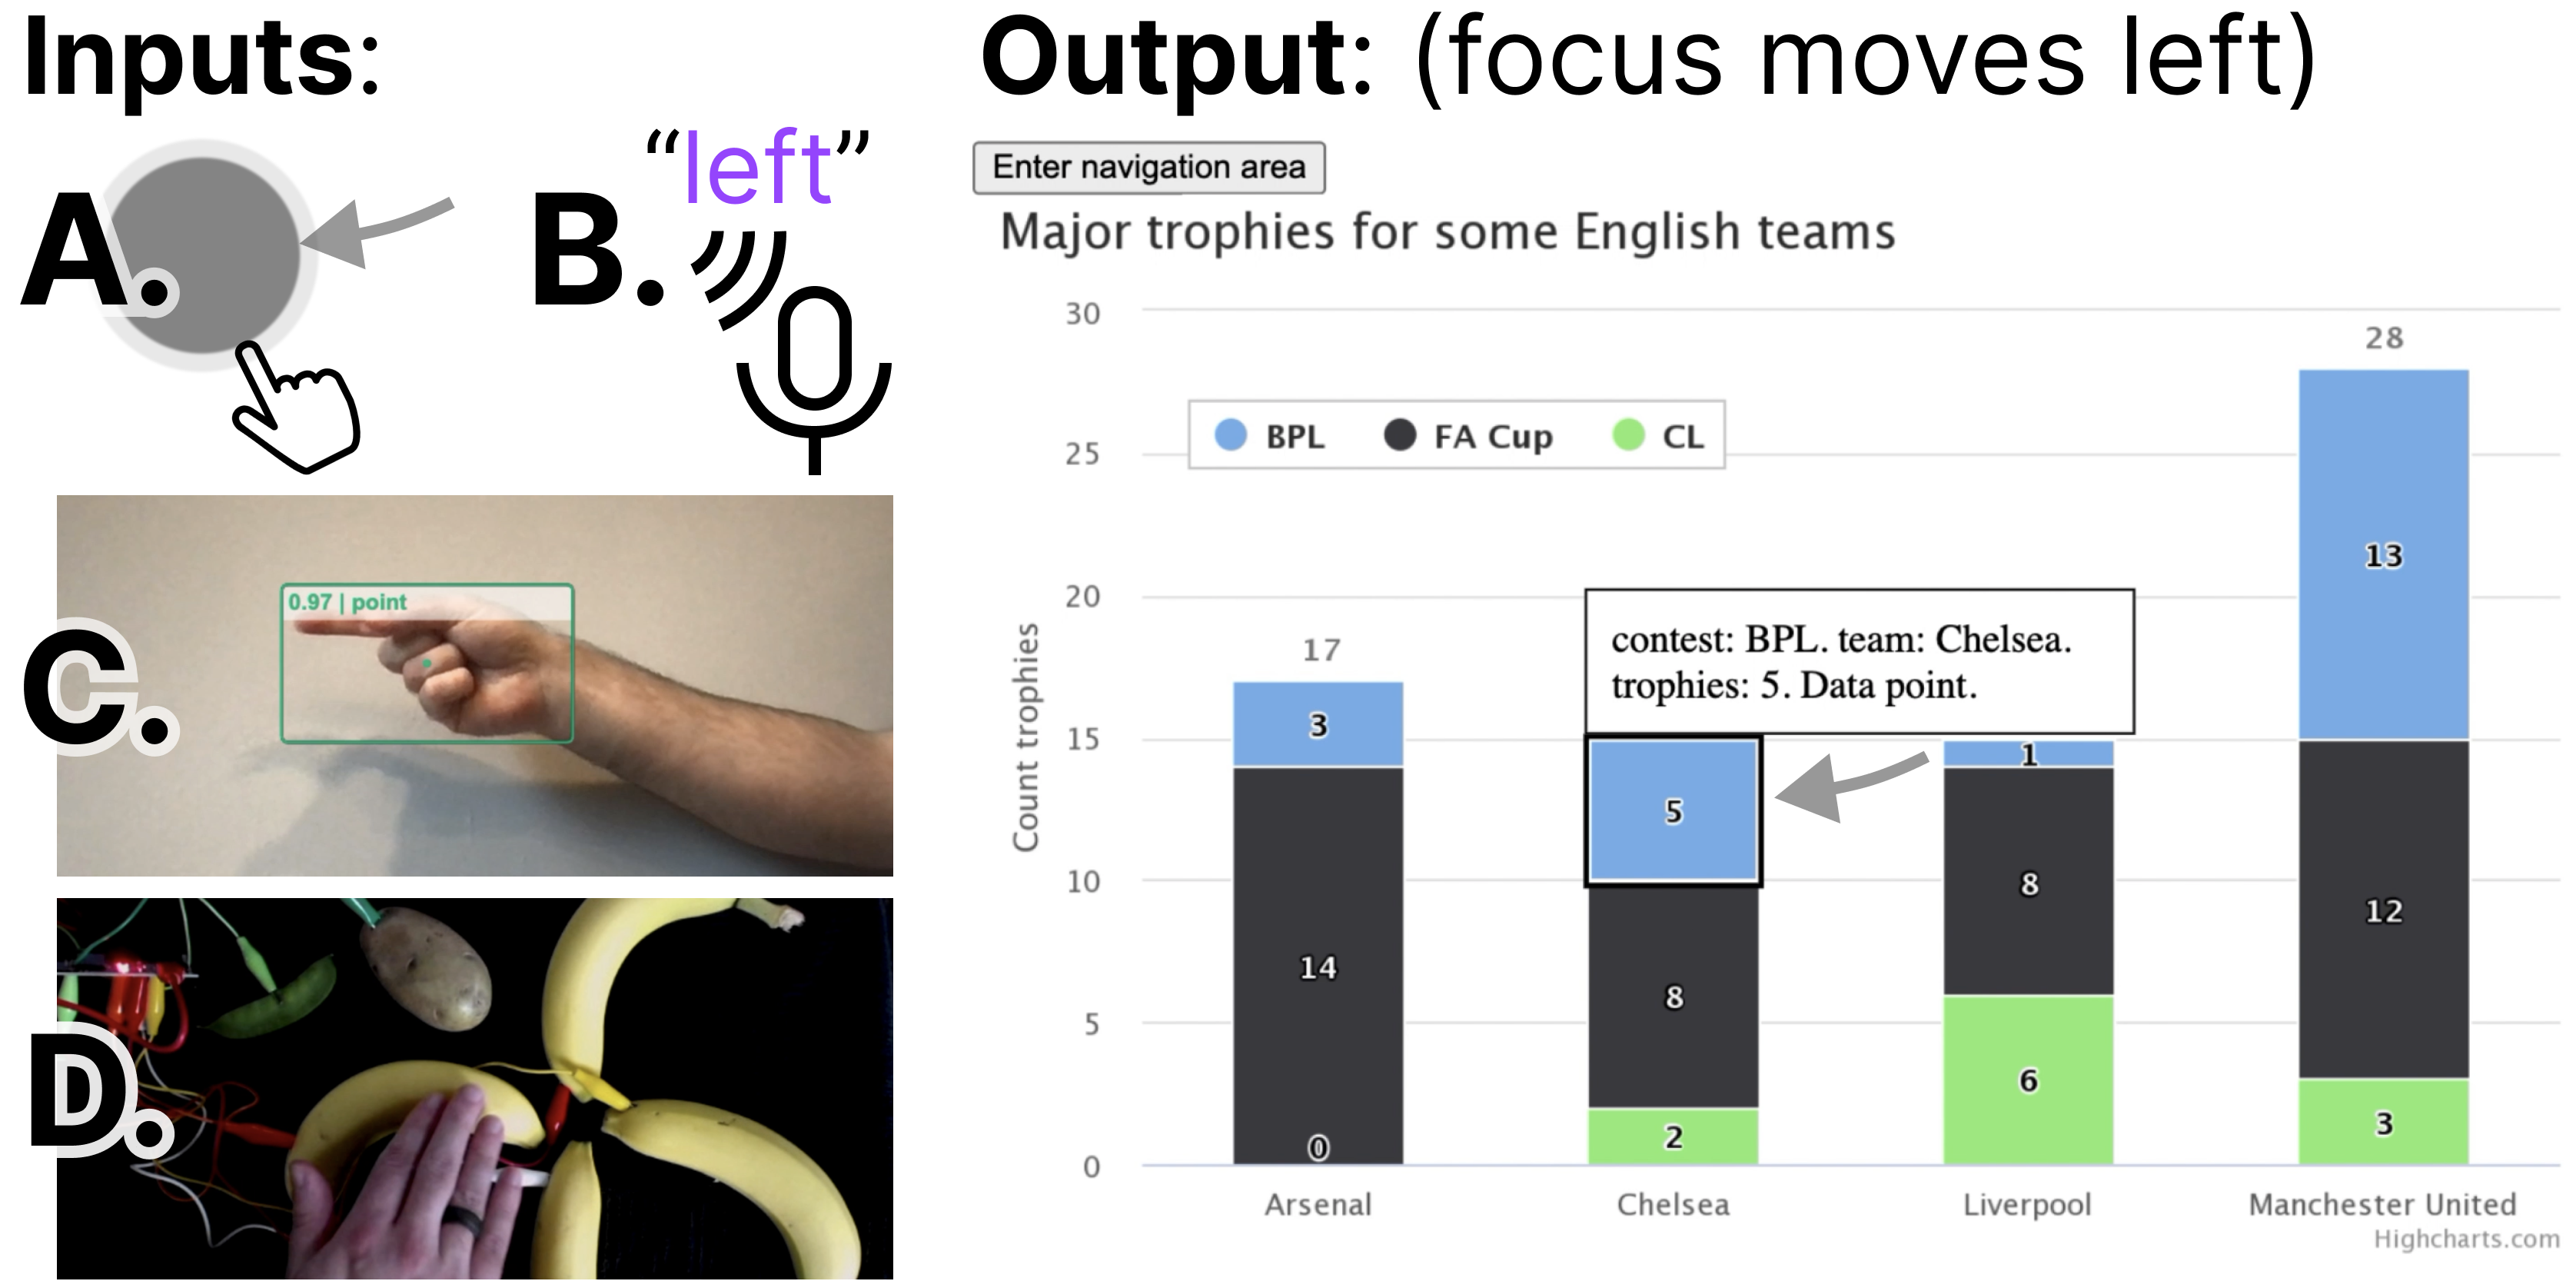 Inputs:
A.
B.
“left”
C.
0.97 | point
D.
Output: (focus moves left)
Enter navigation area
Major trophies for some English teams
30
25
20
15
10
5
0
Count trophies
BPL
FA Cup
CL
contest: BPL. team: Chelsea.
trophies: 5. Data point.
17
3
14
0
5
8
2
1
8
6
28
13
12
3
Arsenal
Chelsea
Liverpool
Manchester United
Highcharts.com